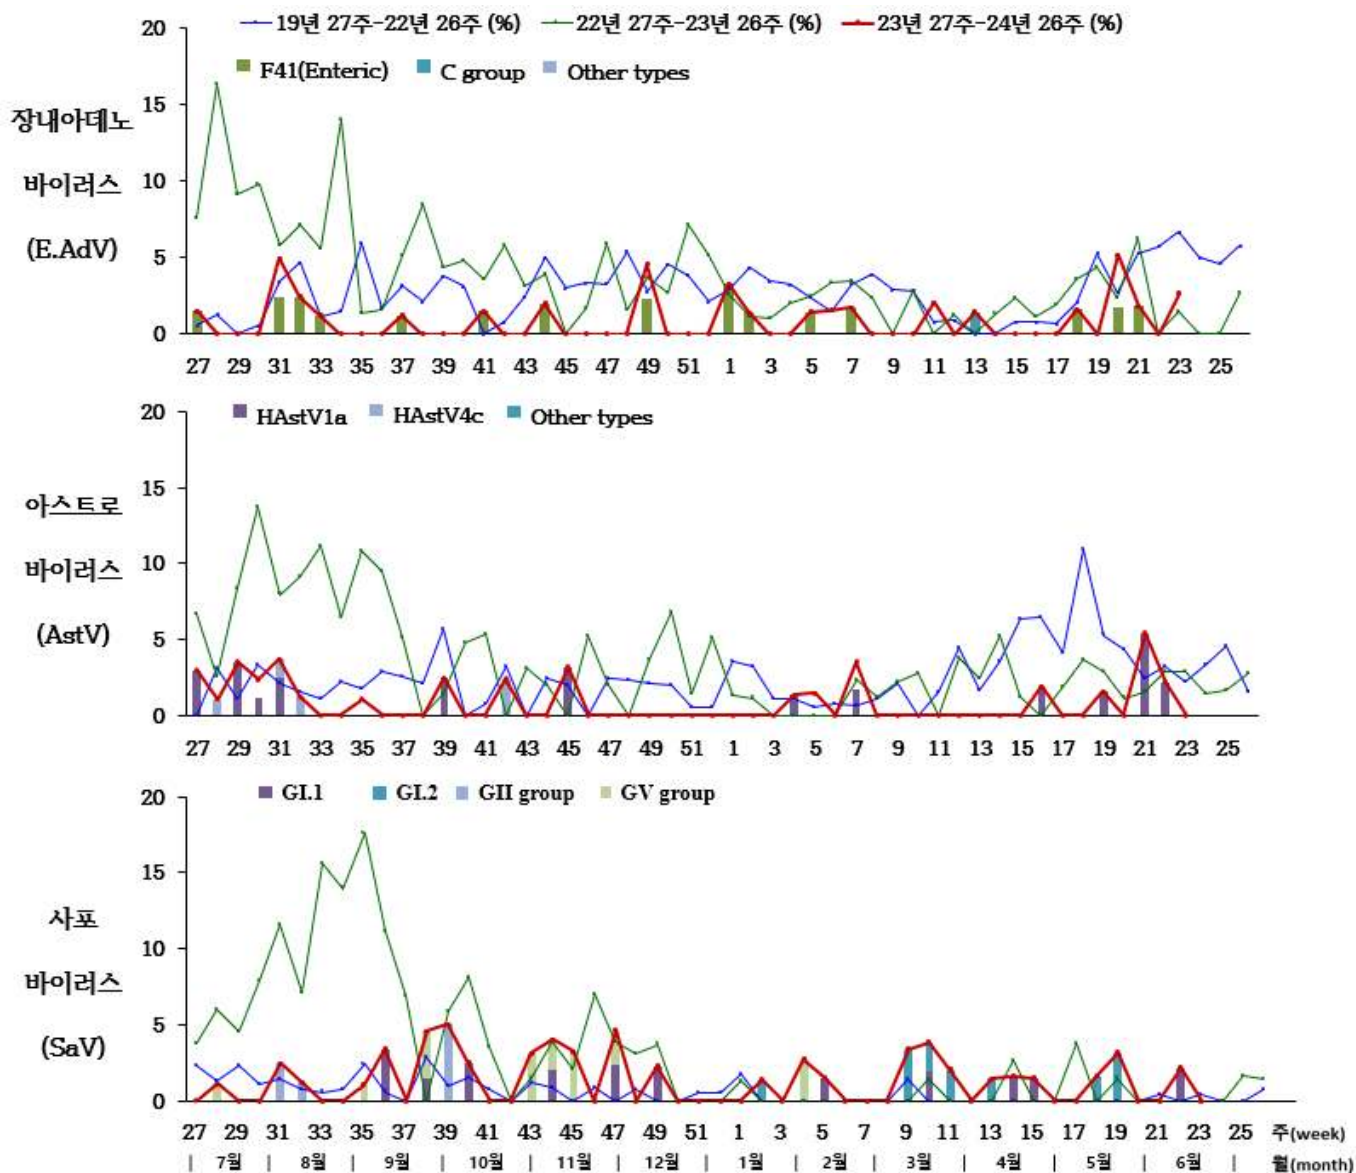 19년 27주-22년 26주 (%) 22년 27주-23년 26주 (%) 23년 27주-24년 26주 (%)
F41(Enteric) C group Other types
20
15
10
5
0
장내아데노
바이러스
(E.AdV)
27 29 31 33 35 37 39 41 43 45 47 49 51 1 3 5 7 9 11 13 15 17 19 21 23 25
HAstV1a HAstV4c Other types
20
15
10
5
0
아스트로
바이러스
(AstV)
27 29 31 33 35 37 39 41 43 45 47 49 51 1 3 5 7 9 11 13 15 17 19 21 23 25
GI.1 GI.2 GII group GV group
20
15
10
5
0
사포
바이러스
(SaV)
27 29 31 33 35 37 39 41 43 45 47 49 51 1 3 5 7 9 11 13 15 17 19 21 23 25 주(week)
| 7월 | 8월 | 9월 | 10월 | 11월 | 12월 | 1월 | 2월 | 3월 | 4월 | 5월 | 6월 | 월(month)